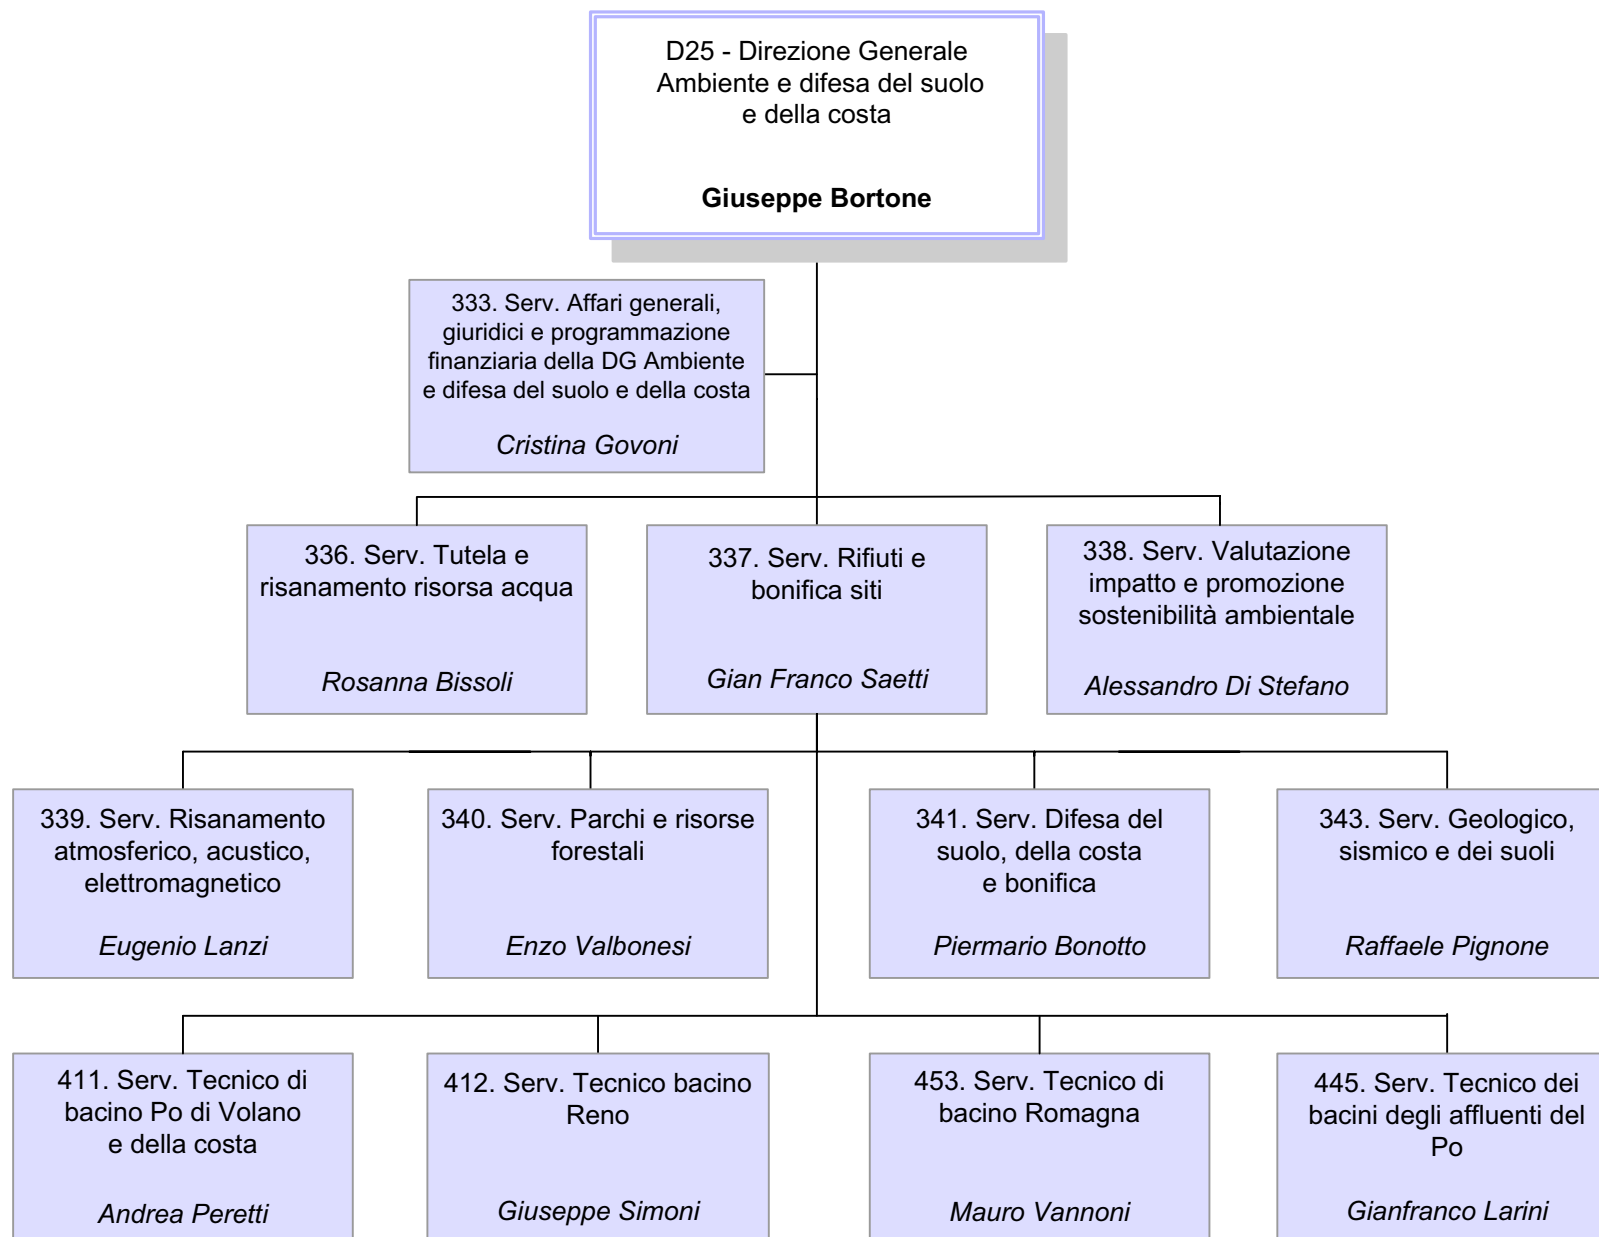 D25 - Direzione Generale
Ambiente e difesa del suolo
e della costa
Giuseppe Bortone
333. Serv. Affari generali,
giuridici e programmazione
finanziaria della DG Ambiente
e difesa del suolo e della costa
Cristina Govoni
336. Serv. Tutela e
risanamento risorsa acqua
Rosanna Bissoli
337. Serv. Rifiuti e
bonifica siti
Gian Franco Saetti
338. Serv. Valutazione
impatto e promozione
sostenibilità ambientale
Alessandro Di Stefano
339. Serv. Risanamento
atmosferico, acustico,
elettromagnetico
Eugenio Lanzi
340. Serv. Parchi e risorse
forestali
Enzo Valbonesi
341. Serv. Difesa del
suolo, della costa
e bonifica
Piermario Bonotto
343. Serv. Geologico,
sismico e dei suoli
Raffaele Pignone
411. Serv. Tecnico di
bacino Po di Volano
e della costa
Andrea Peretti
412. Serv. Tecnico bacino
Reno
Giuseppe Simoni
453. Serv. Tecnico di
bacino Romagna
Mauro Vannoni
445. Serv. Tecnico dei
bacini degli affluenti del
Po
Gianfranco Larini